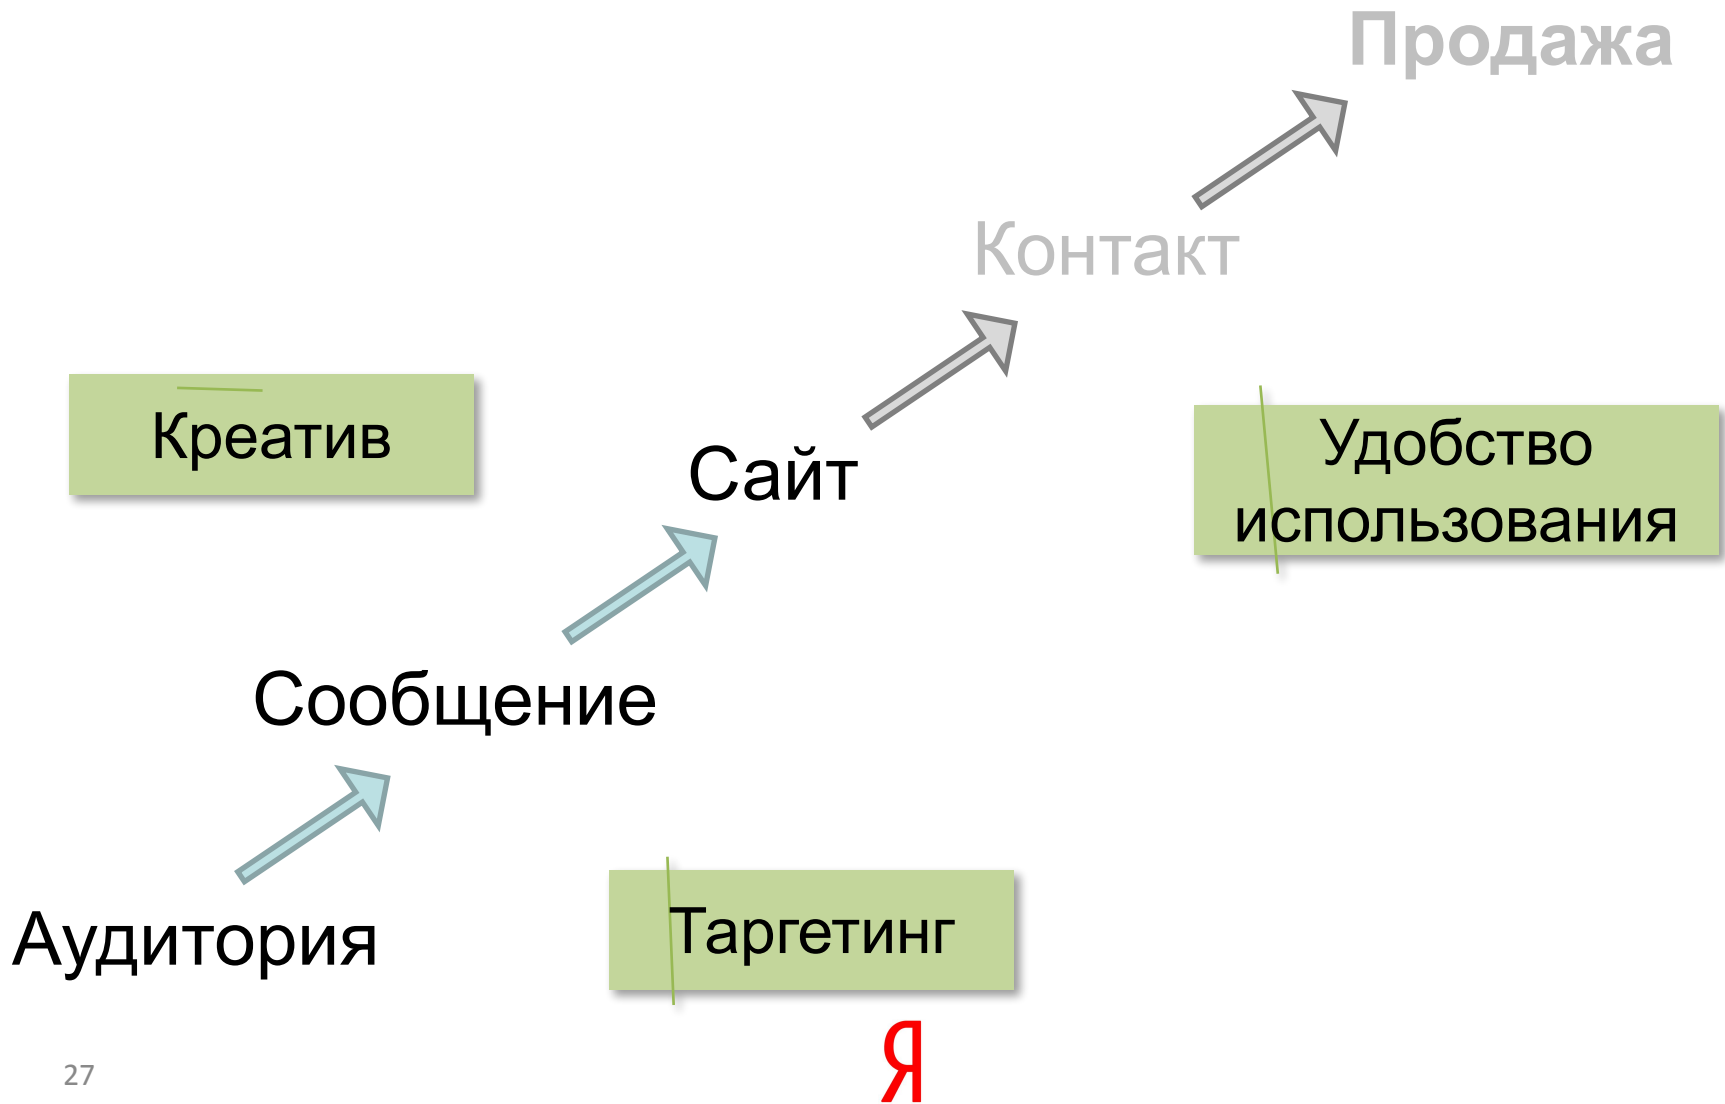 Продажа
Контакт
Креатив
Сайт
Удобство
использования
Сообщение
Аудитория
Таргетинг
27
Я